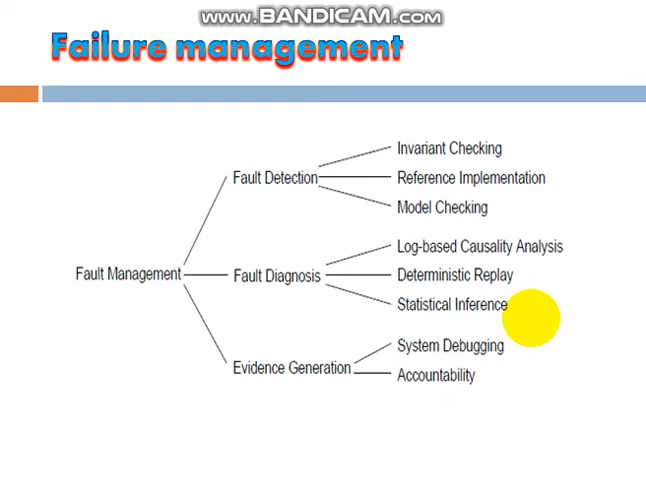 www.BANDICAM.com
Failure management
Invariant Checking
Fault Detection
Reference Implementation
Model Checking
Log-based Causality Analysis
Fault Management
Fault Diagnosis
Deterministic Replay
Statistical Inference
System Debugging
Evidence Generation
Accountability